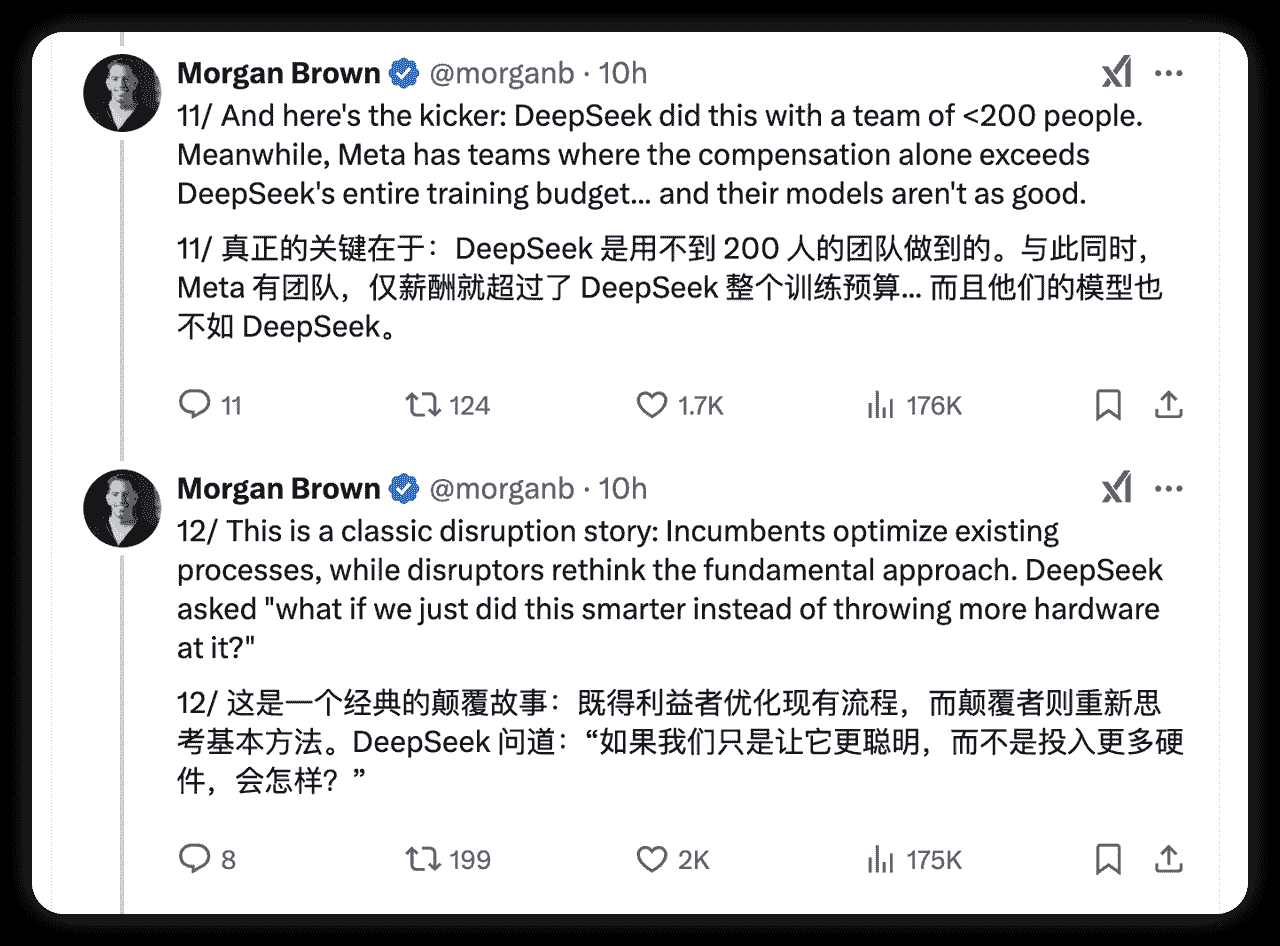 Morgan Brown @morganb · 10h
11/ And here's the kicker: DeepSeek did this with a team of <200 people.
Meanwhile, Meta has teams where the compensation alone exceeds
DeepSeek's entire training budget... and their models aren't as good.
11/ 真正的关键在于：DeepSeek 是用不到 200 人的团队做到的。与此同时，
Meta 有团队，仅薪酬就超过了 DeepSeek 整个训练预算... 而且他们的模型也
不如 DeepSeek。
11 124 1.7K 176K
Morgan Brown @morganb · 10h
12/ This is a classic disruption story: Incumbents optimize existing
processes, while disruptors rethink the fundamental approach. DeepSeek
asked "what if we just did this smarter instead of throwing more hardware
at it?"
12/ 这是一个经典的颠覆故事：既得利益者优化现有流程，而颠覆者则重新思
考基本方法。DeepSeek 问道：“如果我们只是让它更聪明，而不是投入更多硬
件，会怎样？”
8 199 2K 175K